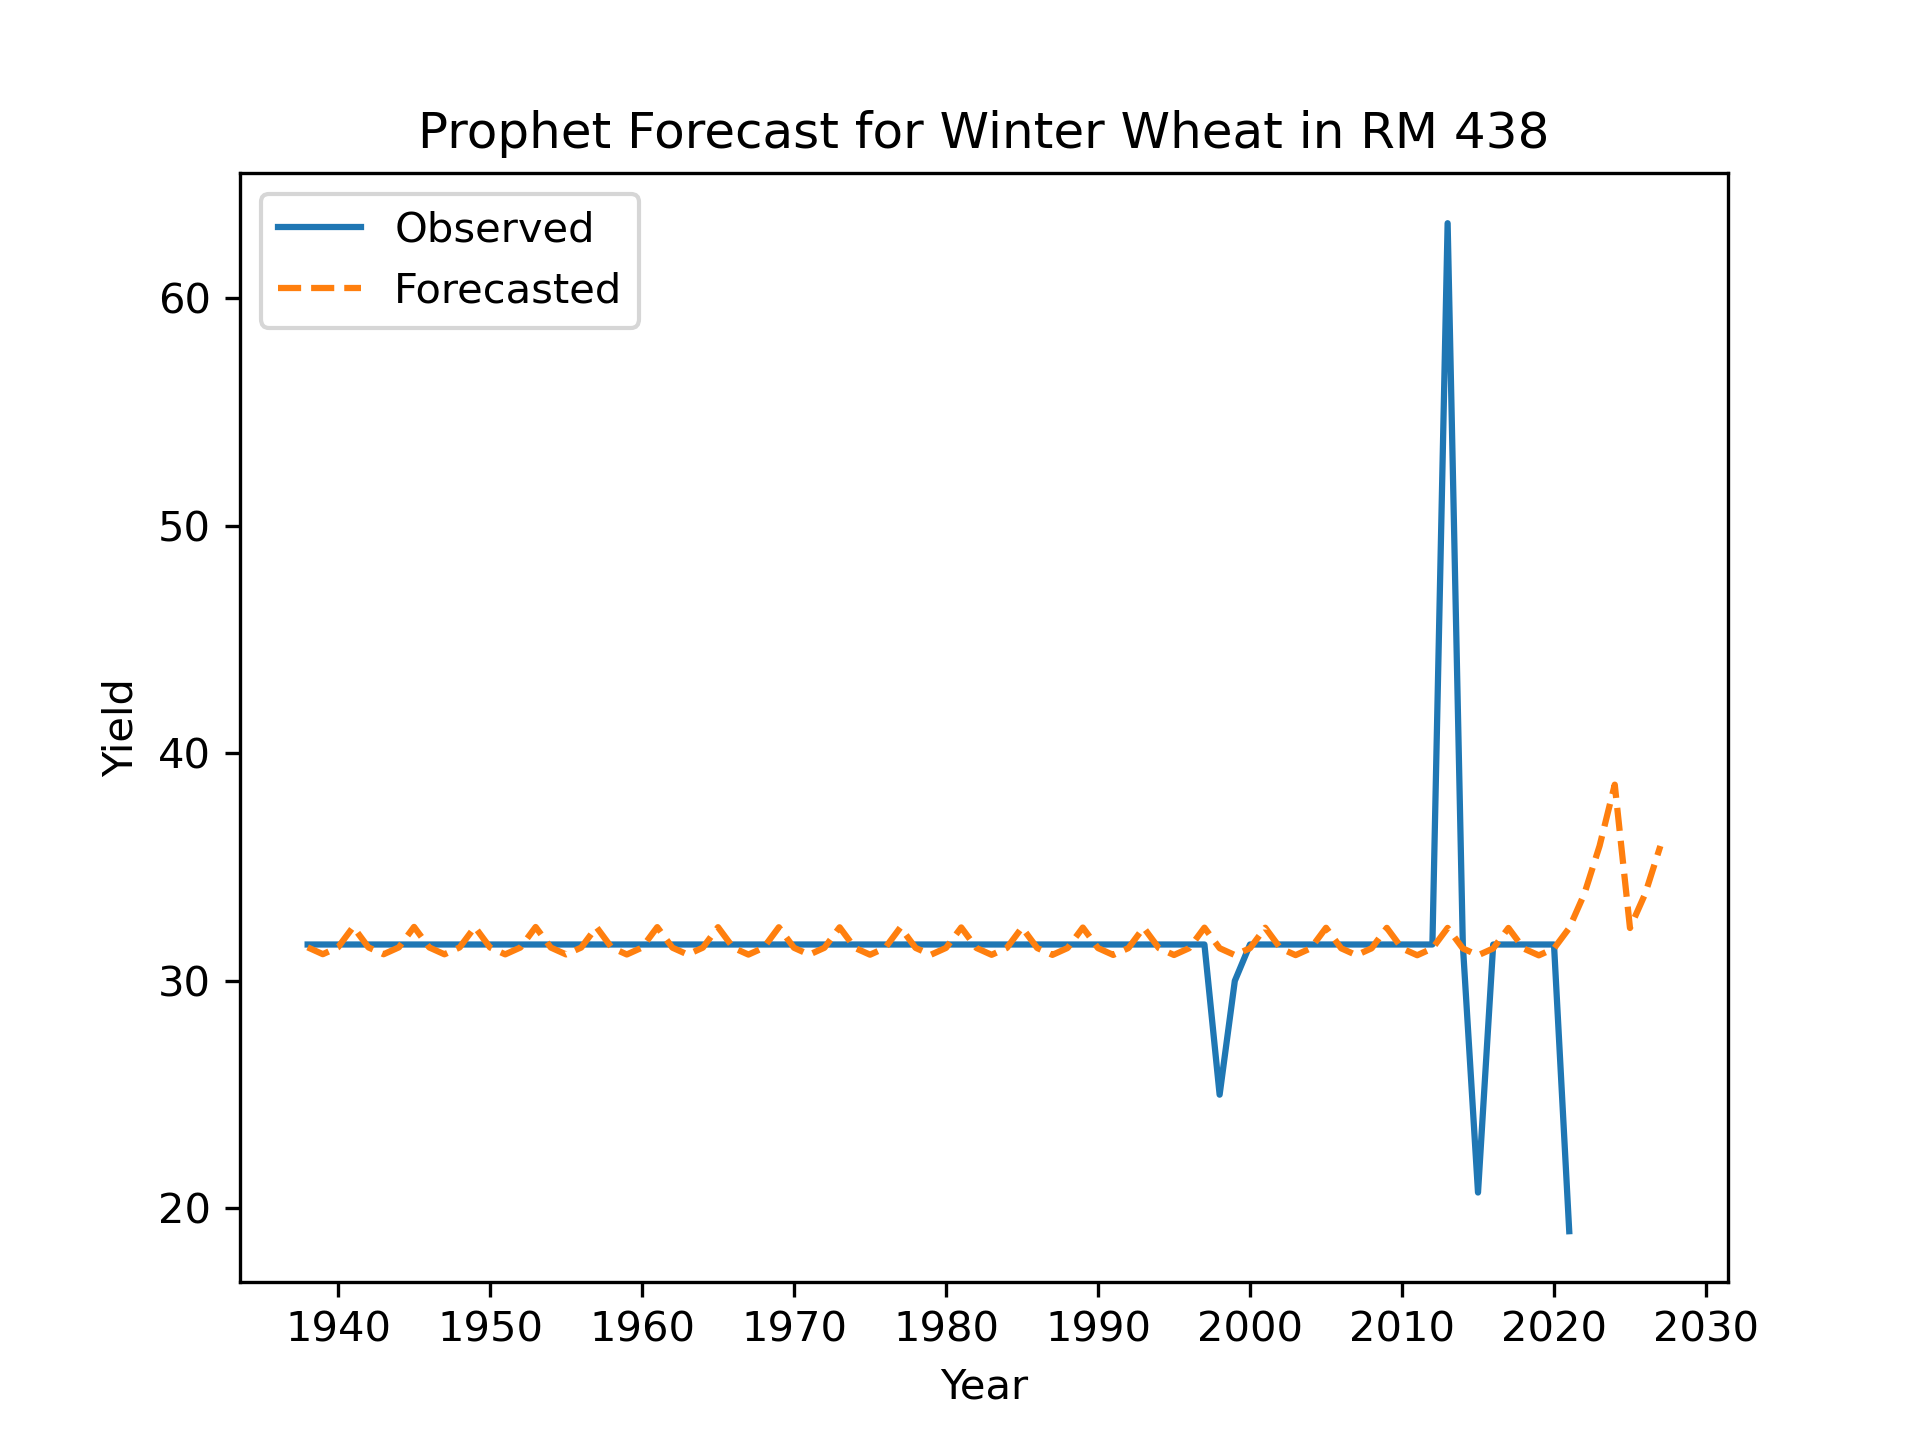 Prophet Forecast for Winter Wheat in RM 438
Observed
Forecasted
60
50
40
30
20
Yield
1940 1950 1960 1970 1980 1990 2000 2010 2020 2030
Year